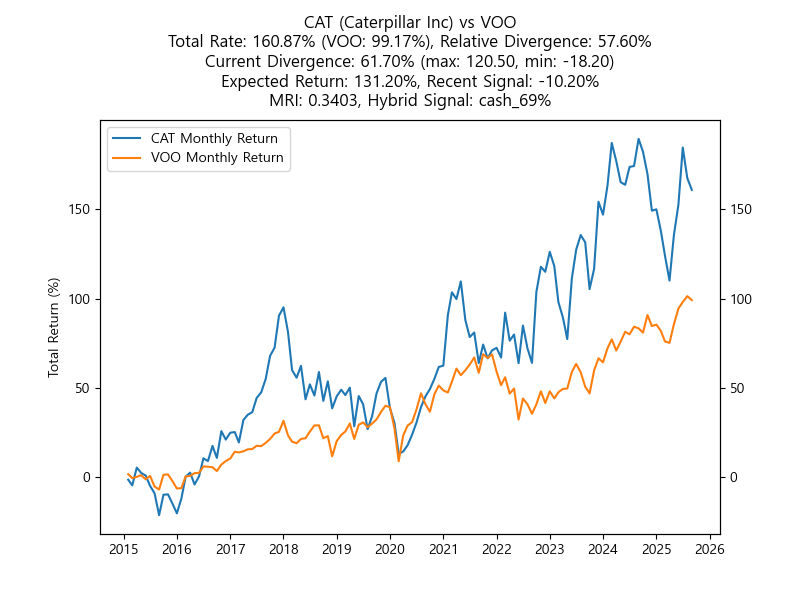 CAT (Caterpillar Inc) vs VOO
Total Rate: 160.87% (VOO: 99.17%), Relative Divergence: 57.60%
Current Divergence: 61.70% (max: 120.50, min: -18.20)
Expected Return: 131.20%, Recent Signal: -10.20%
MRI: 0.3403, Hybrid Signal: cash_69%
CAT Monthly Return
VOO Monthly Return
Total Return (%)
150
100
50
0
150
100
50
0
2015 2016 2017 2018 2019 2020 2021 2022 2023 2024 2025 2026